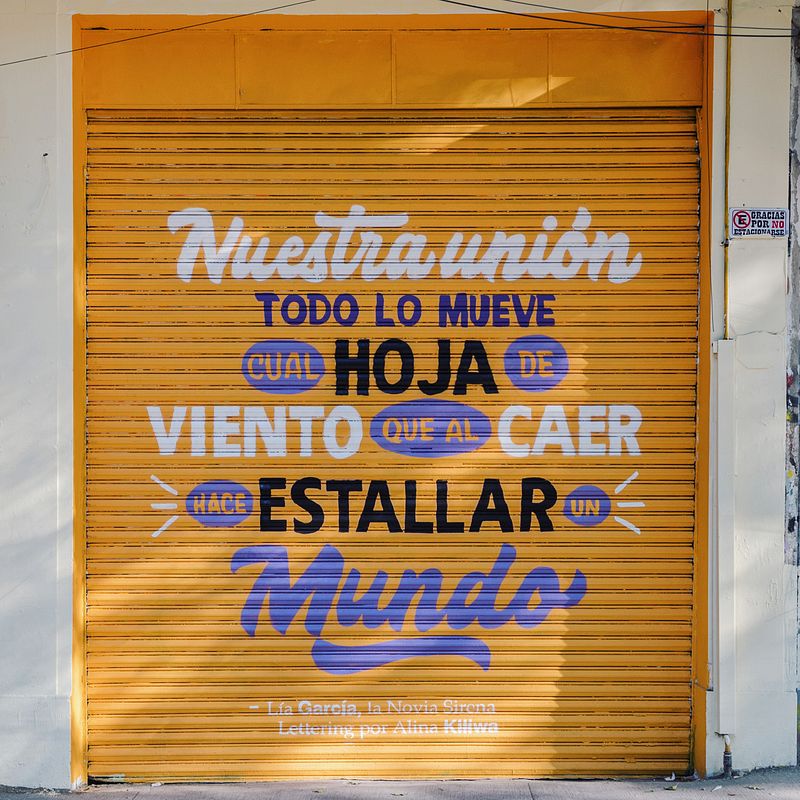 Nuestra unión
TODO LO MUEVE
CUAL HOJA DE
VIENTO QUE AL CAER
HACE ESTALLAR UN
Mundo
– Lía García, la Novia Sirena
Lettering por Alina Kiliwa
E GRACIAS
POR NO
ESTACIONARSE